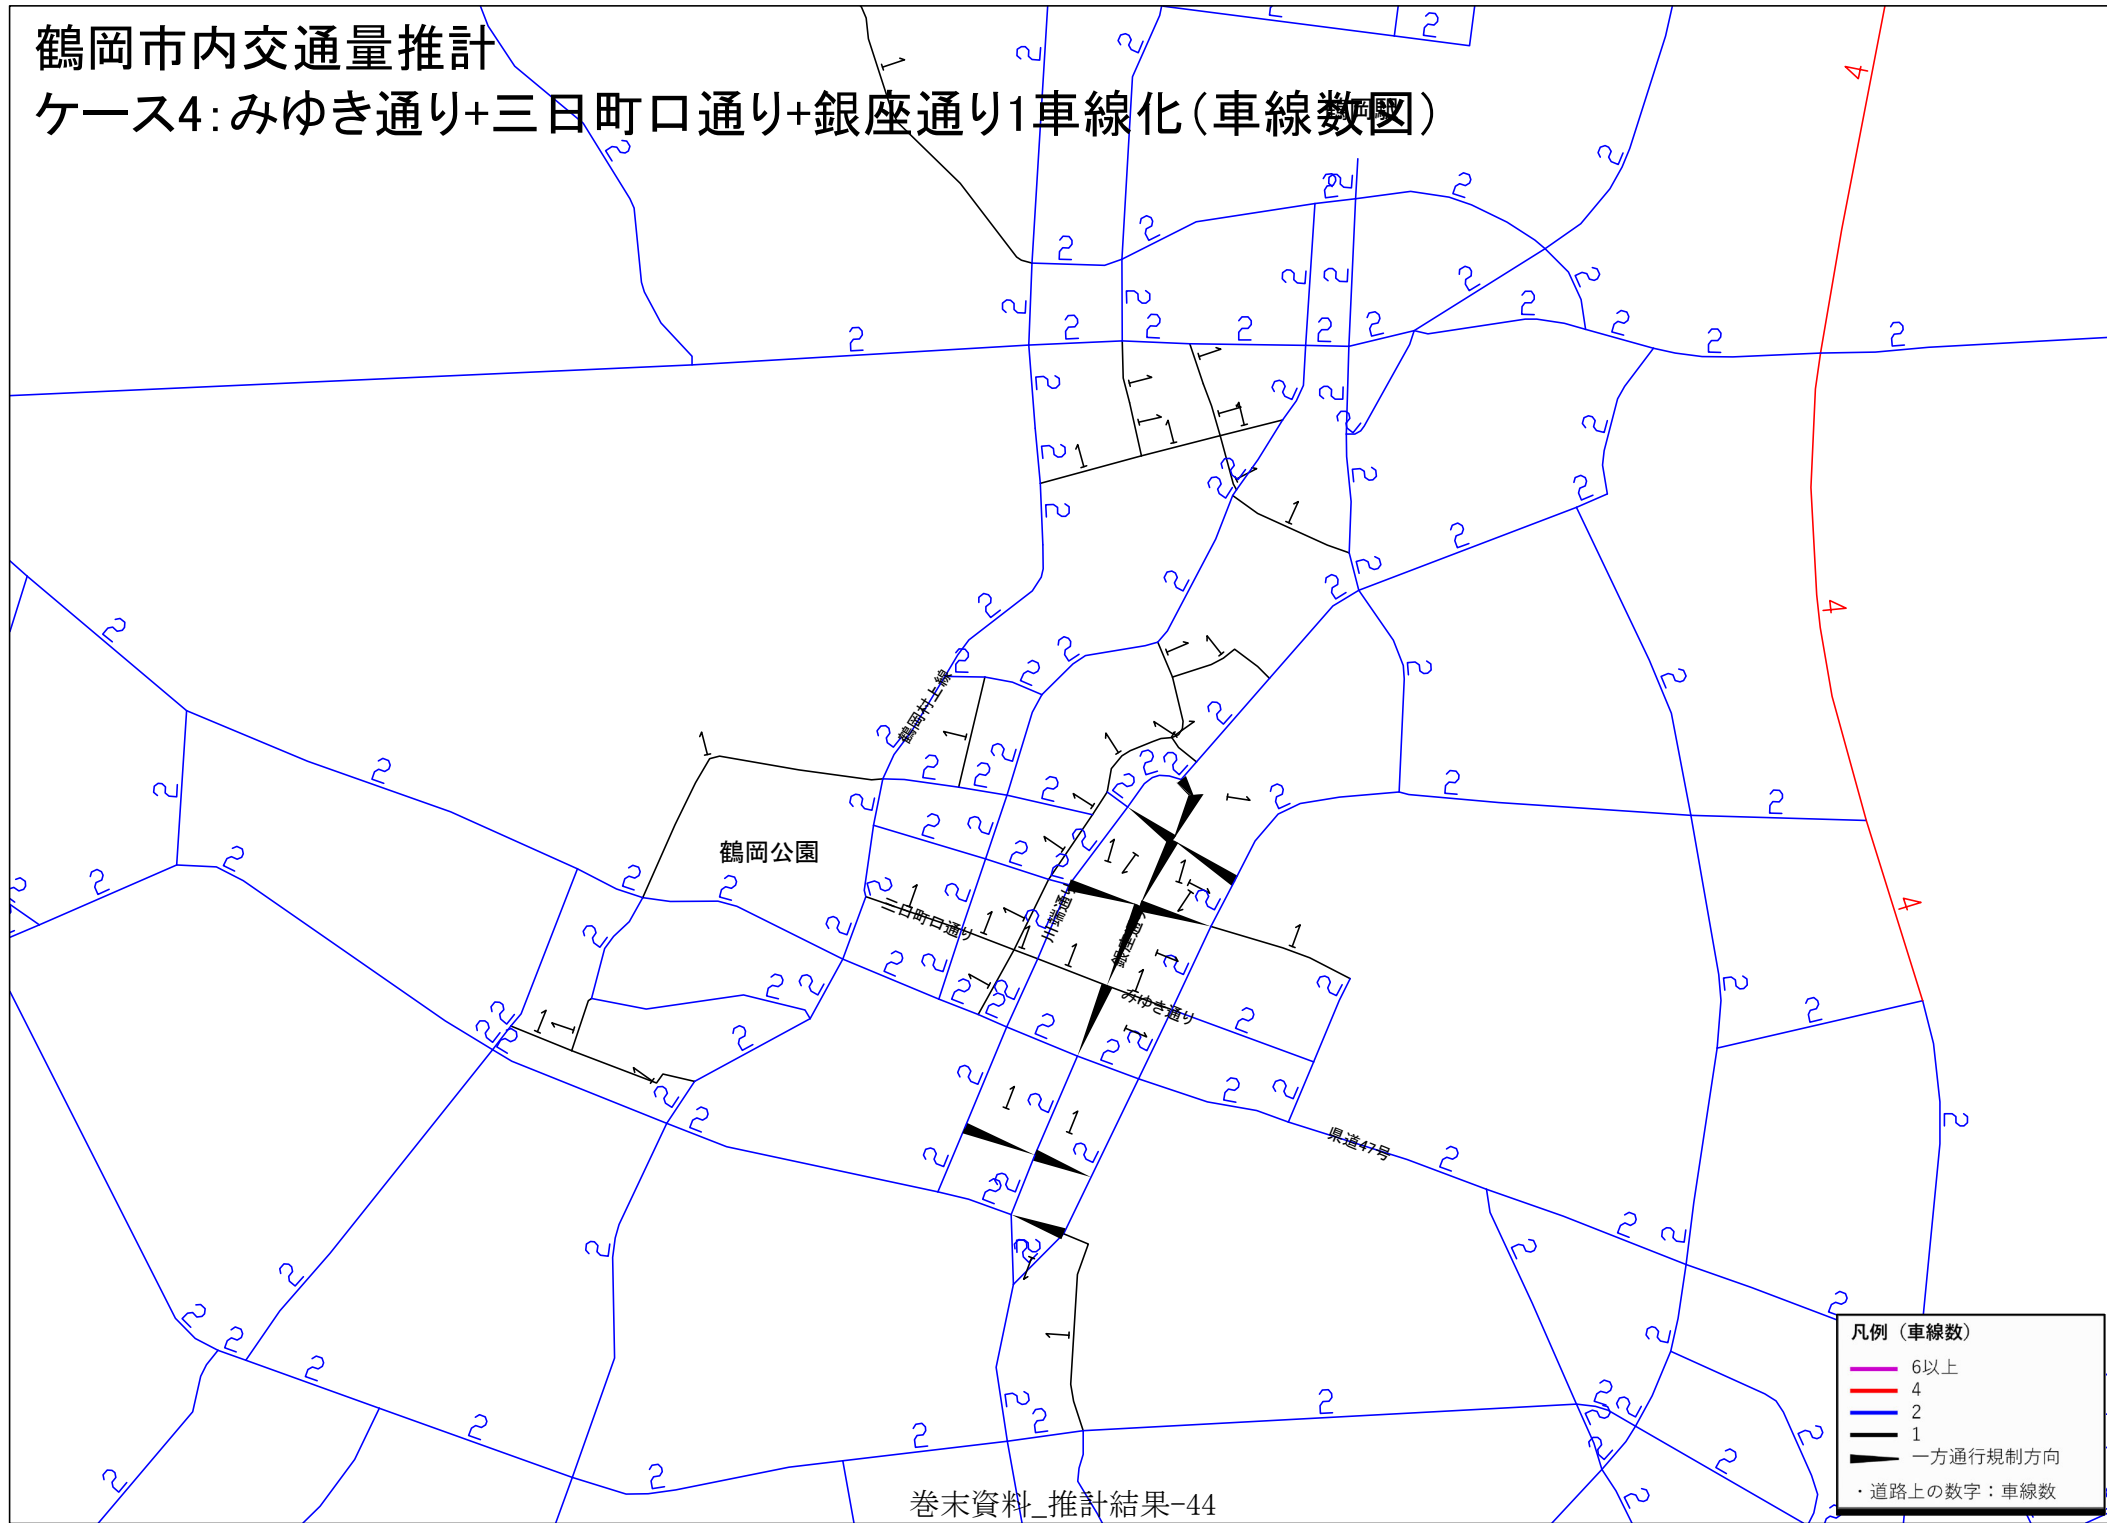 鶴岡市内交通量推計
ケース4:みゆき通り+三日町口通り+銀座通り1車線化(車線数図)
鶴岡駅
鶴岡村上線
鶴岡公園
三日町口通り
川端通
銀座通
みゆき通り
県道47号
凡例（車線数）
6以上
4
2
1
一方通行規制方向
・道路上の数字：車線数
巻末資料_推計結果-44